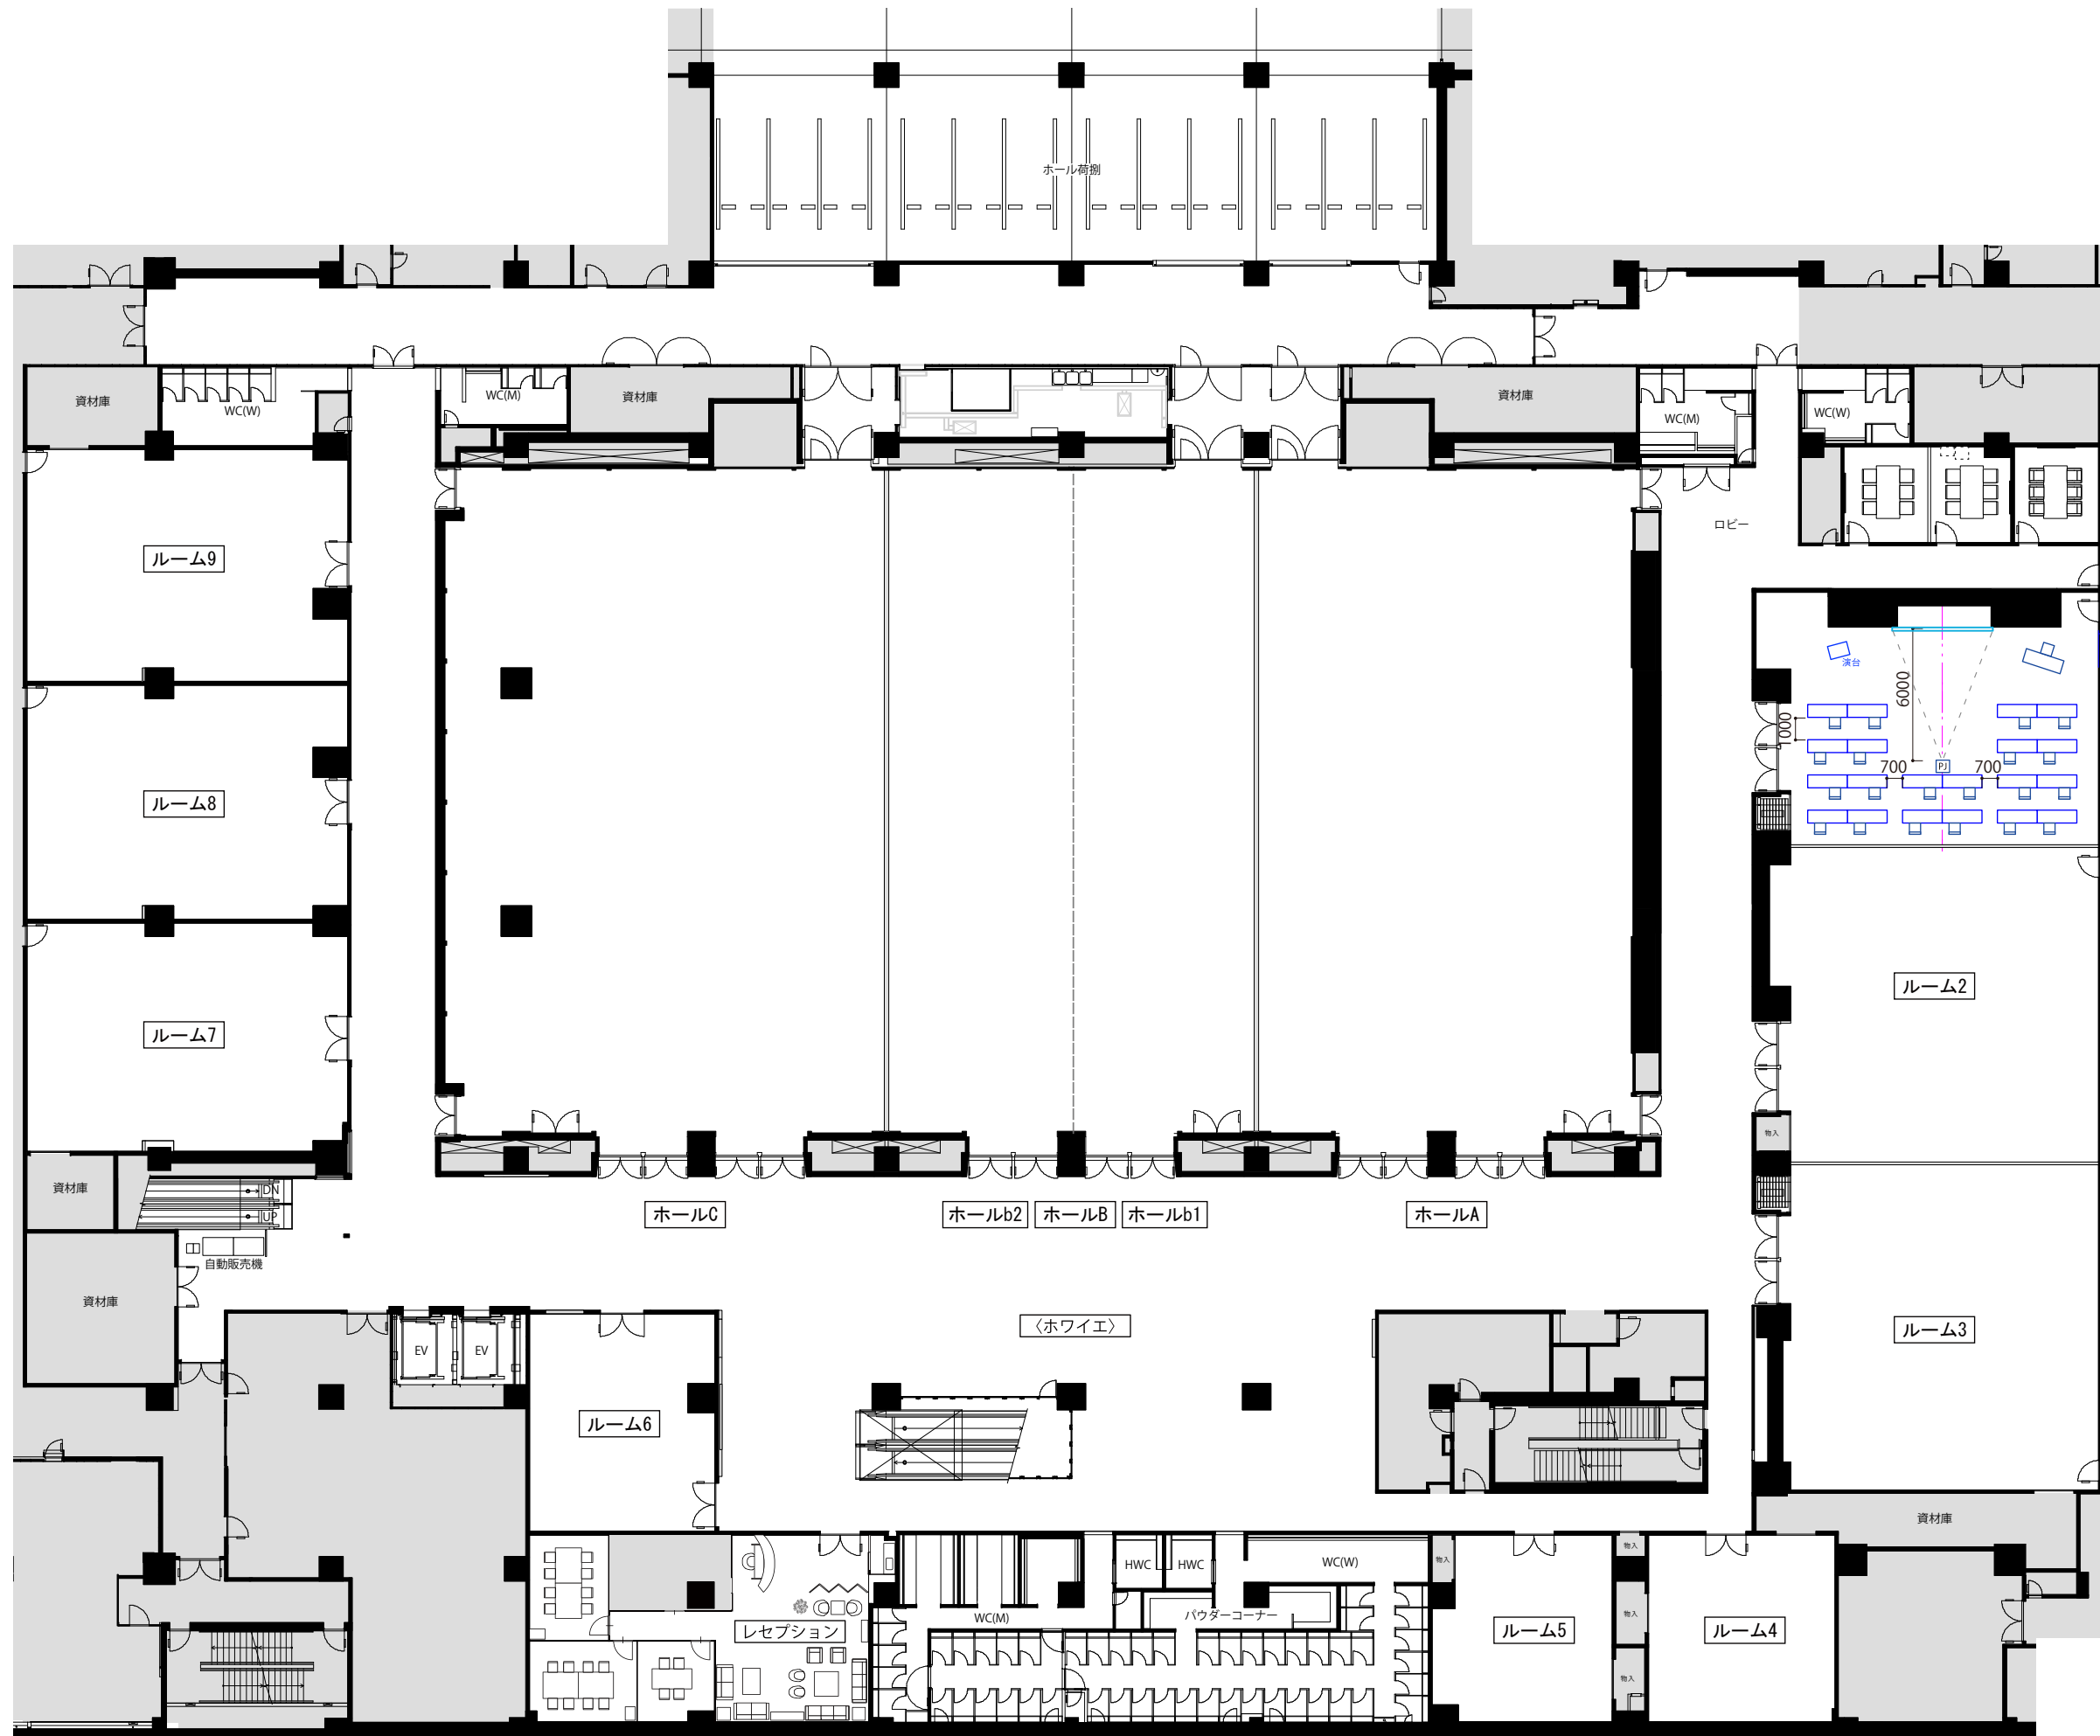 ホール荷捌
資材庫
WC(W)
WC(M)
資材庫
資材庫
WC(M)
WC(W)
ロビー
ルーム9
演台
6000
1000
700
PJ
700
ルーム8
ルーム2
ルーム7
物入
資材庫
DN
UP
ホールC
ホールb2
ホールB
ホールb1
ホールA
自動販売機
資材庫
〈ホワイエ〉
ルーム3
EV
EV
ルーム6
資材庫
HWC
HWC
WC(W)
物入
物入
WC(M)
パウダーコーナー
レセプション
ルーム5
物入
ルーム4
物入